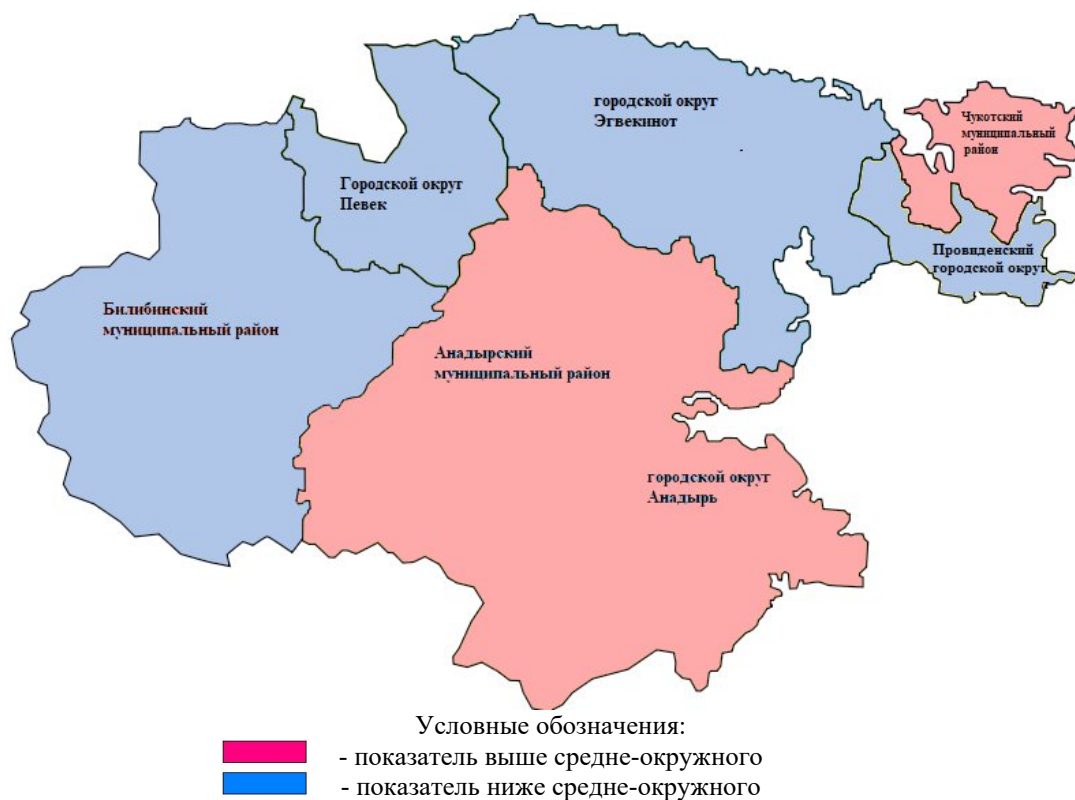 городской округ
Эгвекинот
Чукотский
муниципальный
район
Городской округ
Певек
Провиденский
городской округ
Билибинский
муниципальный район
Анадырский
муниципальный район
городской округ
Анадырь
Условные обозначения:
- показатель выше средне-окружного
- показатель ниже средне-окружного